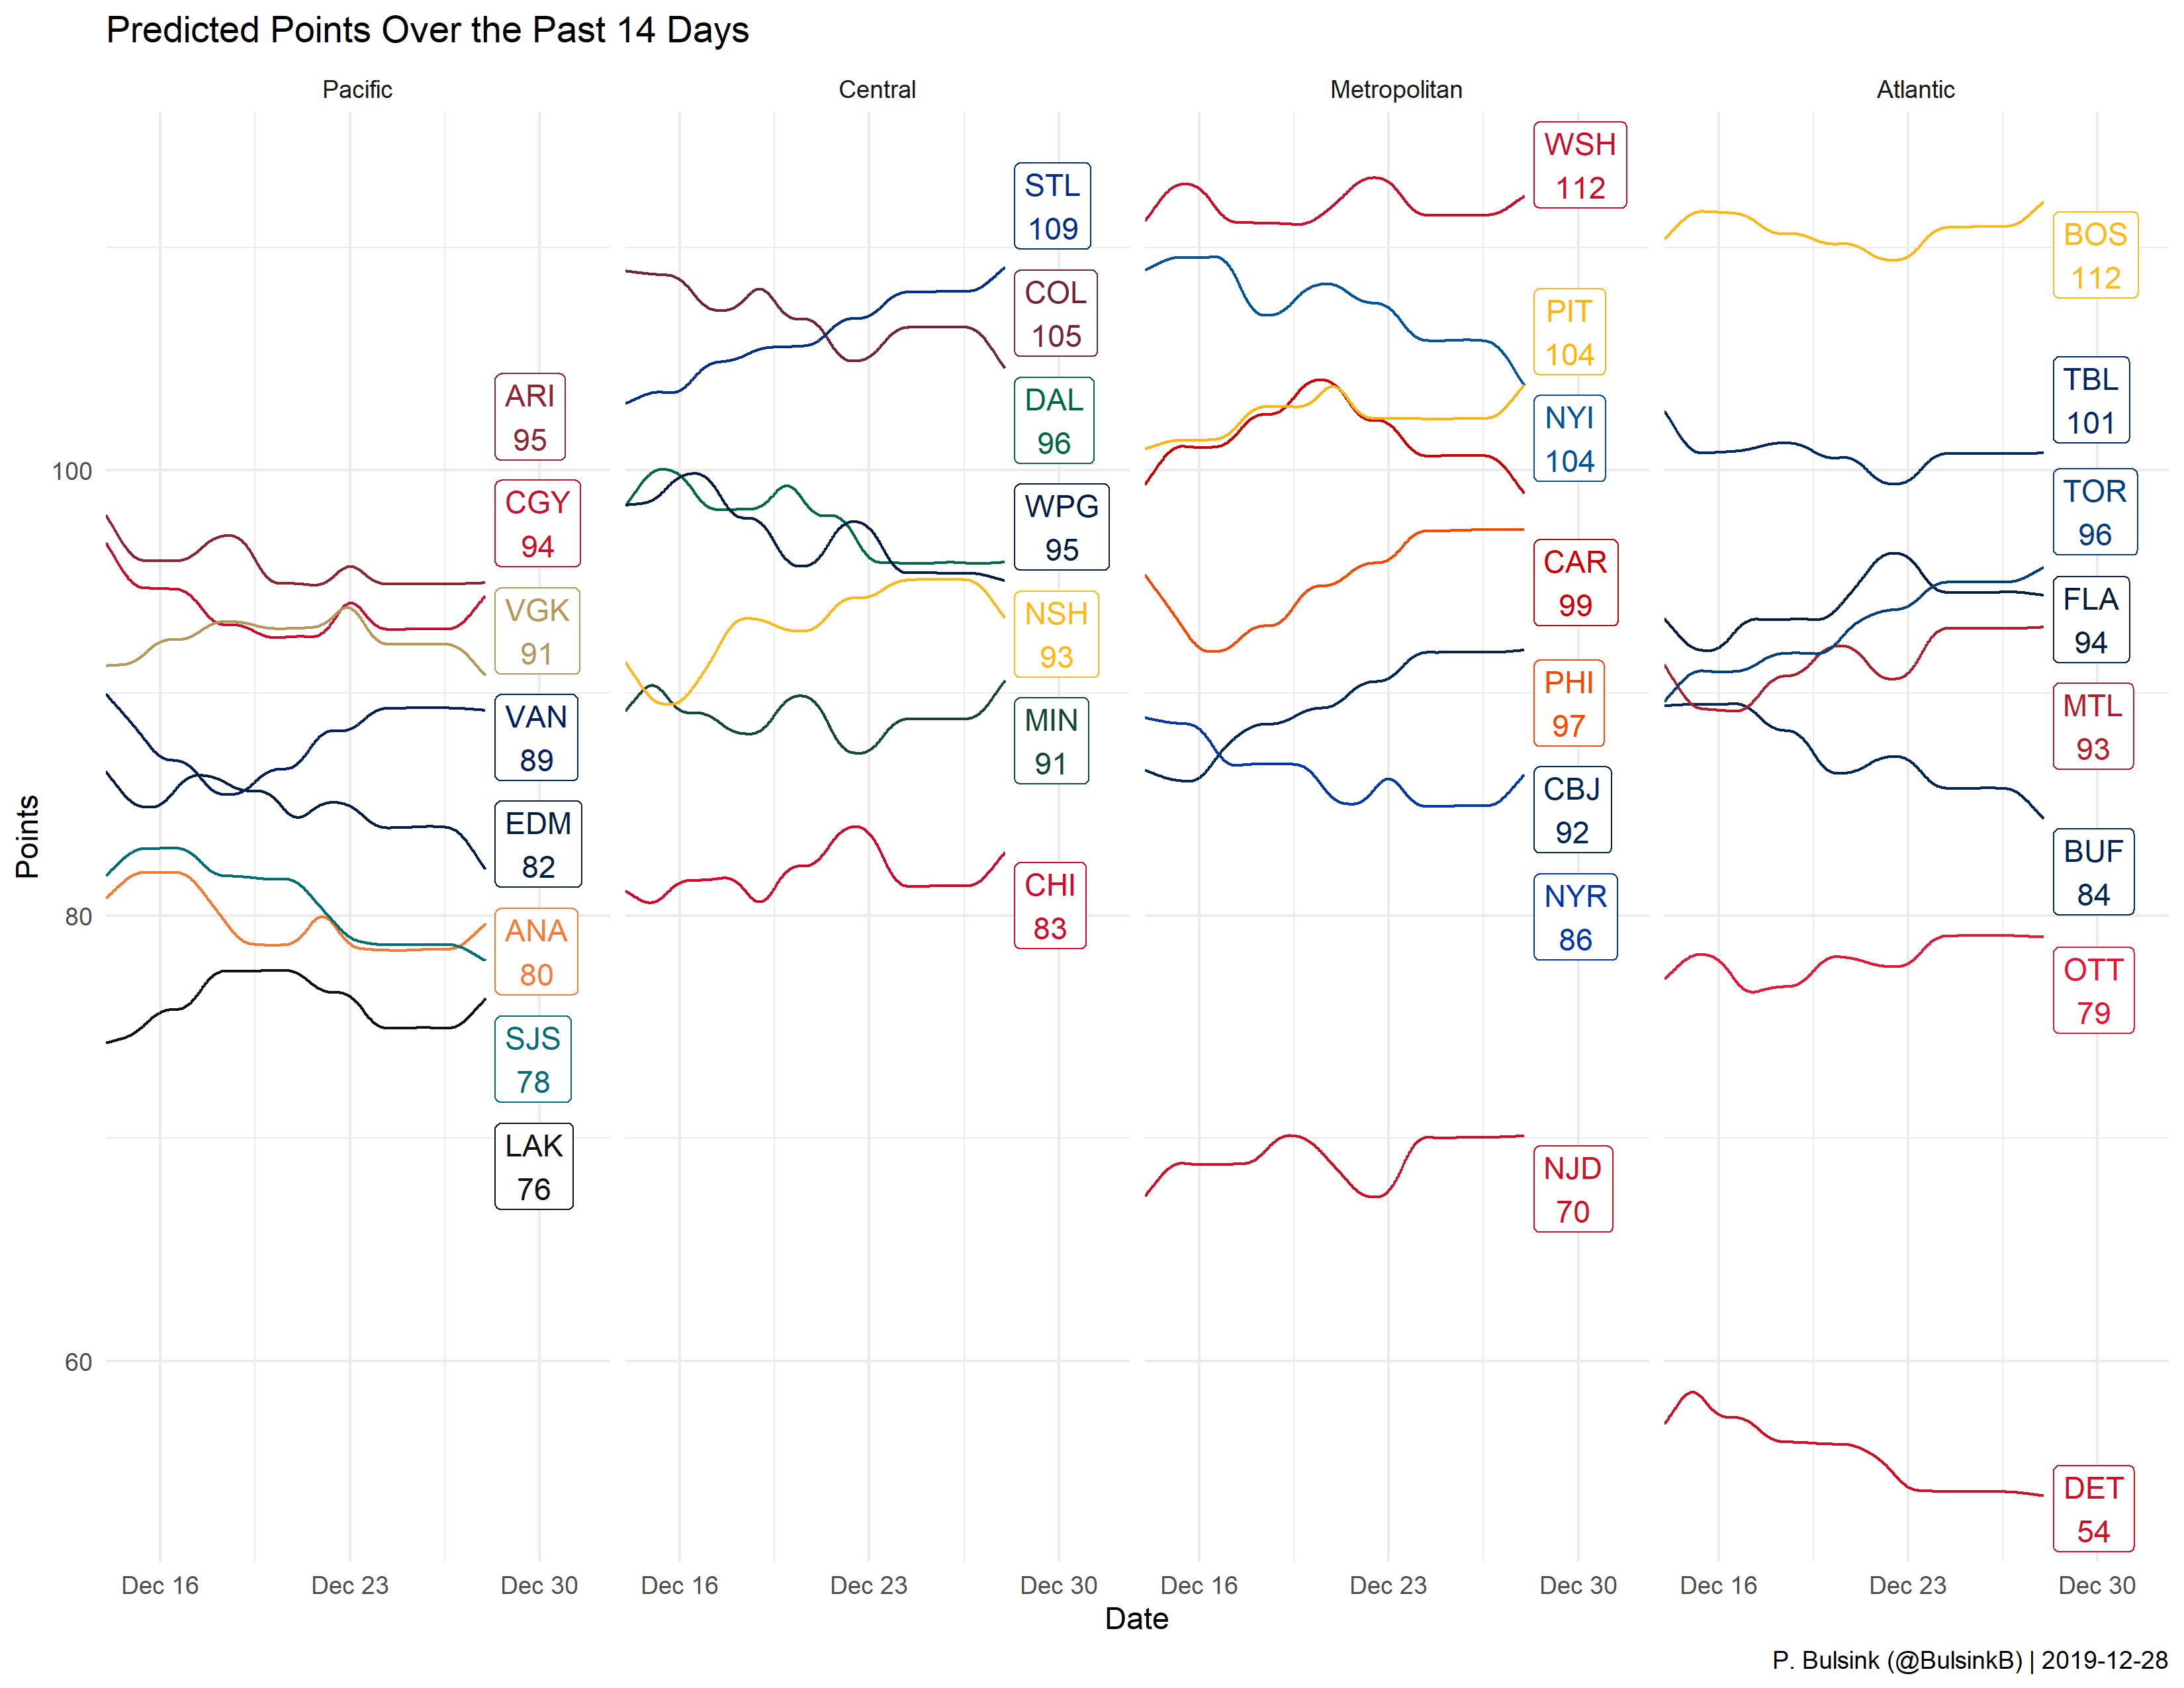 Predicted Points Over the Past 14 Days
Pacific
Central
Metropolitan
Atlantic
Points
100
80
60
ARI
95
CGY
94
VGK
91
VAN
89
EDM
82
ANA
80
SJS
78
LAK
76
STL
109
COL
105
DAL
96
WPG
95
NSH
93
MIN
91
CHI
83
WSH
112
PIT
104
NYI
104
CAR
99
PHI
97
CBJ
92
NYR
86
NJD
70
BOS
112
TBL
101
TOR
96
FLA
94
MTL
93
BUF
84
OTT
79
DET
54
Dec 16
Dec 23
Dec 30
Dec 16
Dec 23
Dec 30
Dec 16
Dec 23
Dec 30
Dec 16
Dec 23
Dec 30
Date
P. Bulsink (@BulsinkB) | 2019-12-28